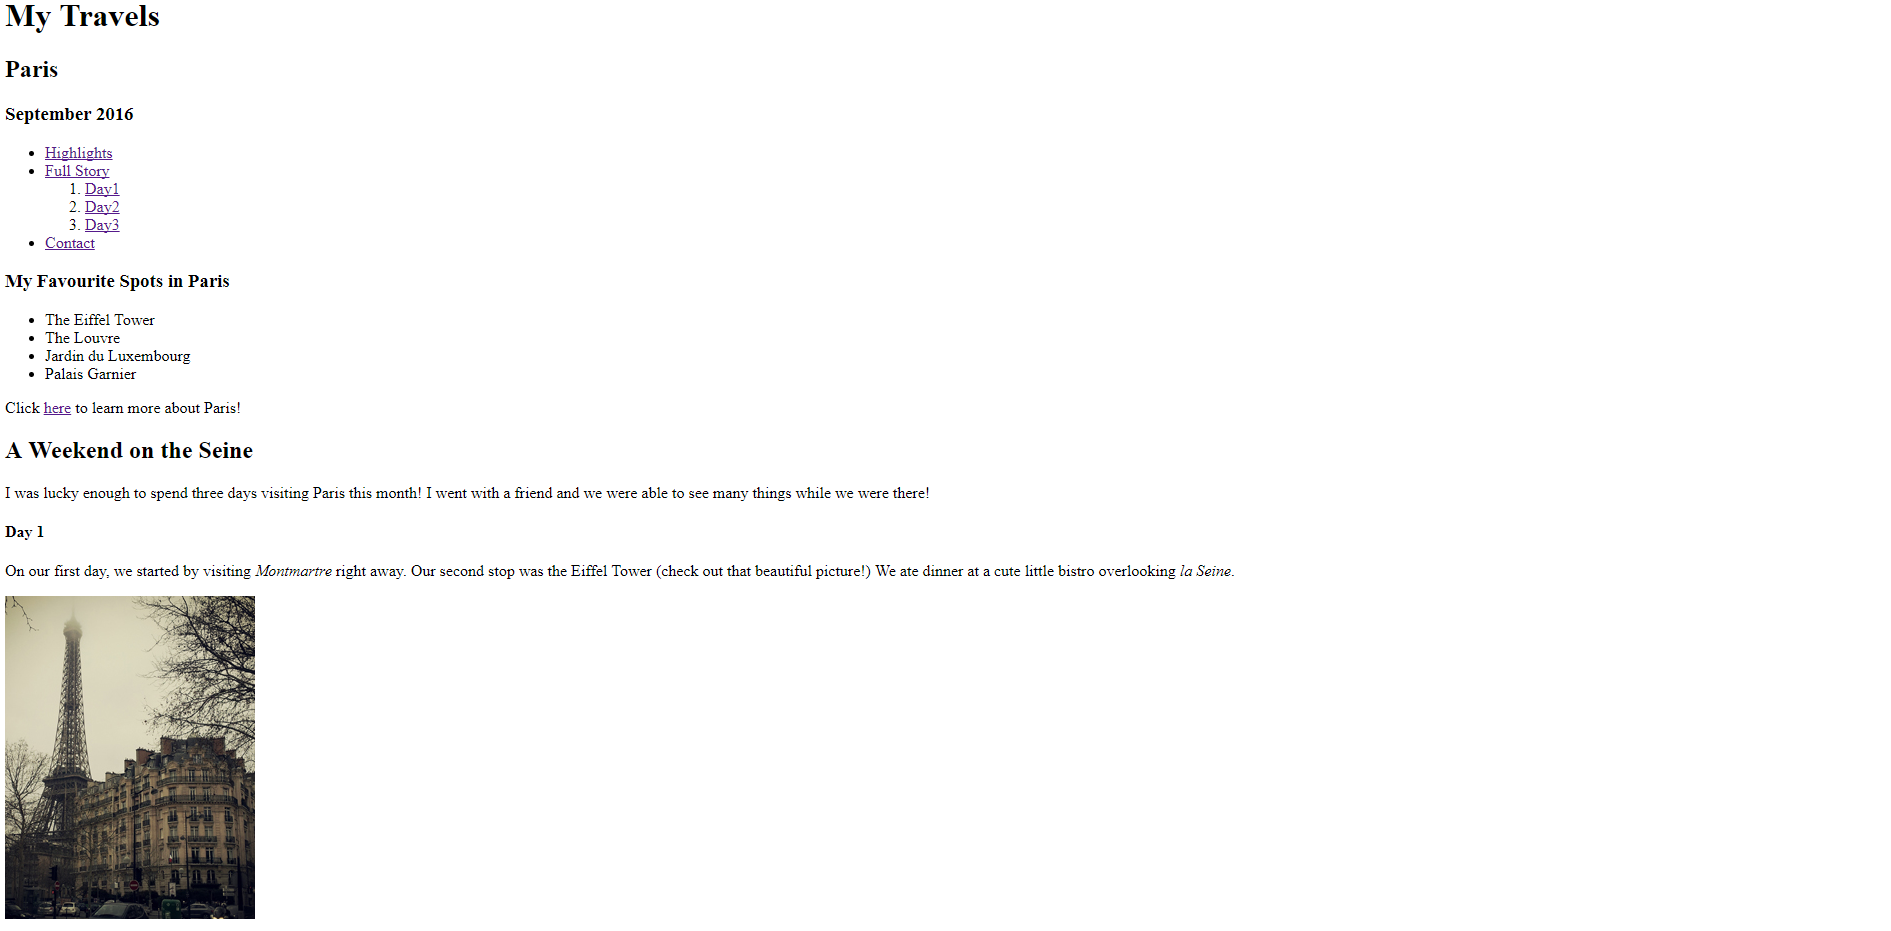 My Travels
Paris
September 2016
• Highlights
• Full Story
1. Day1
2. Day2
3. Day3
• Contact
My Favourite Spots in Paris
• The Eiffel Tower
• The Louvre
• Jardin du Luxembourg
• Palais Garnier
Click here to learn more about Paris!
A Weekend on the Seine
I was lucky enough to spend three days visiting Paris this month! I went with a friend and we were able to see many things while we were there!
Day 1
On our first day, we started by visiting Montmartre right away. Our second stop was the Eiffel Tower (check out that beautiful picture!) We ate dinner at a cute little bistro overlooking la Seine.